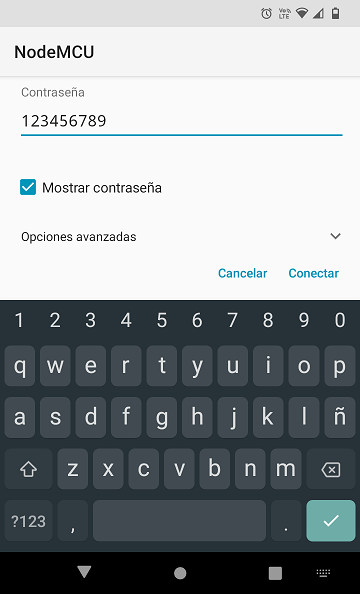 Vo))
LTE
NodeMCU
Contraseña
123456789
Mostrar contraseña
Opciones avanzadas
Cancelar Conectar
1 2 3 4 5 6 7 8 9 0
q w e r t y u i o p
a s d f g h j k l ñ
z x c v b n m
?123 , .